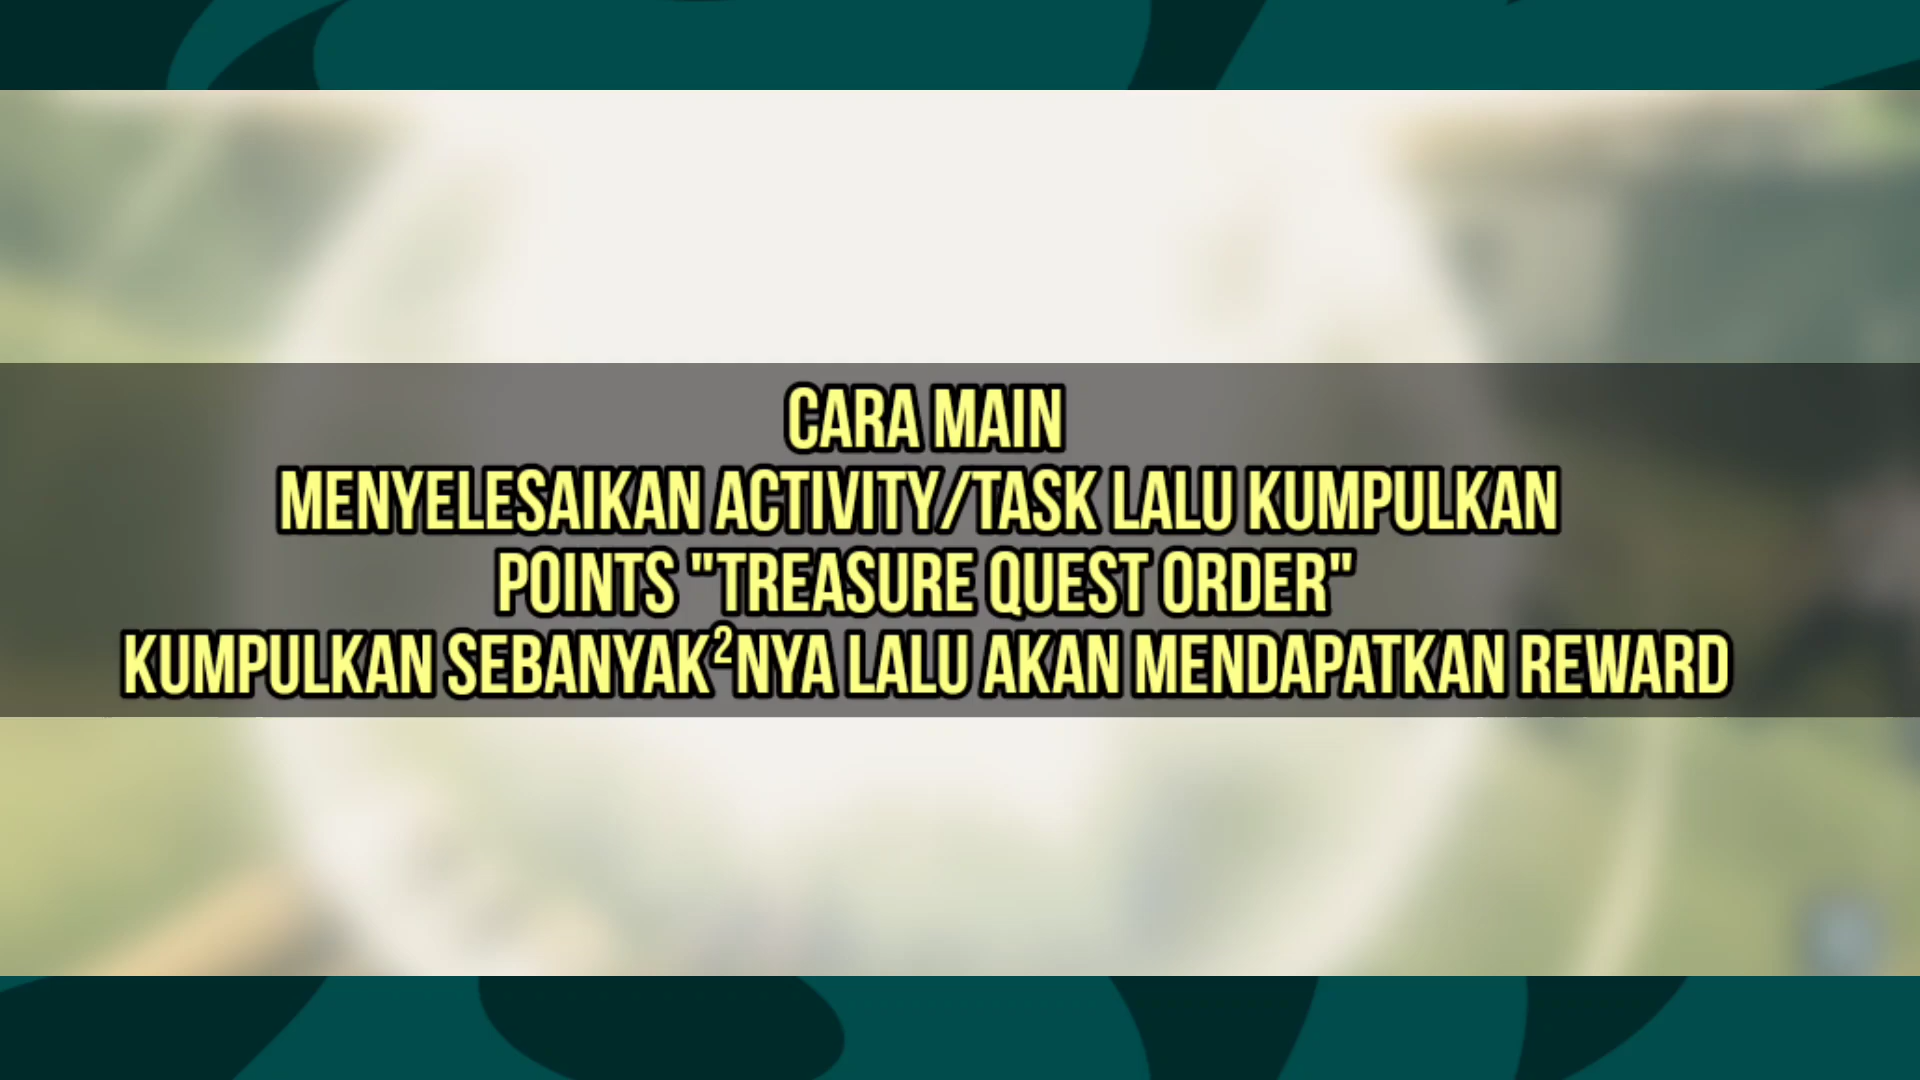 CARA MAIN
MENYELESAIKAN ACTIVITY/TASK LALU KUMPULKAN
POINTS "TREASURE QUEST ORDER"
KUMPULKAN SEBANYAK²NYA LALU AKAN MENDAPATKAN REWARD